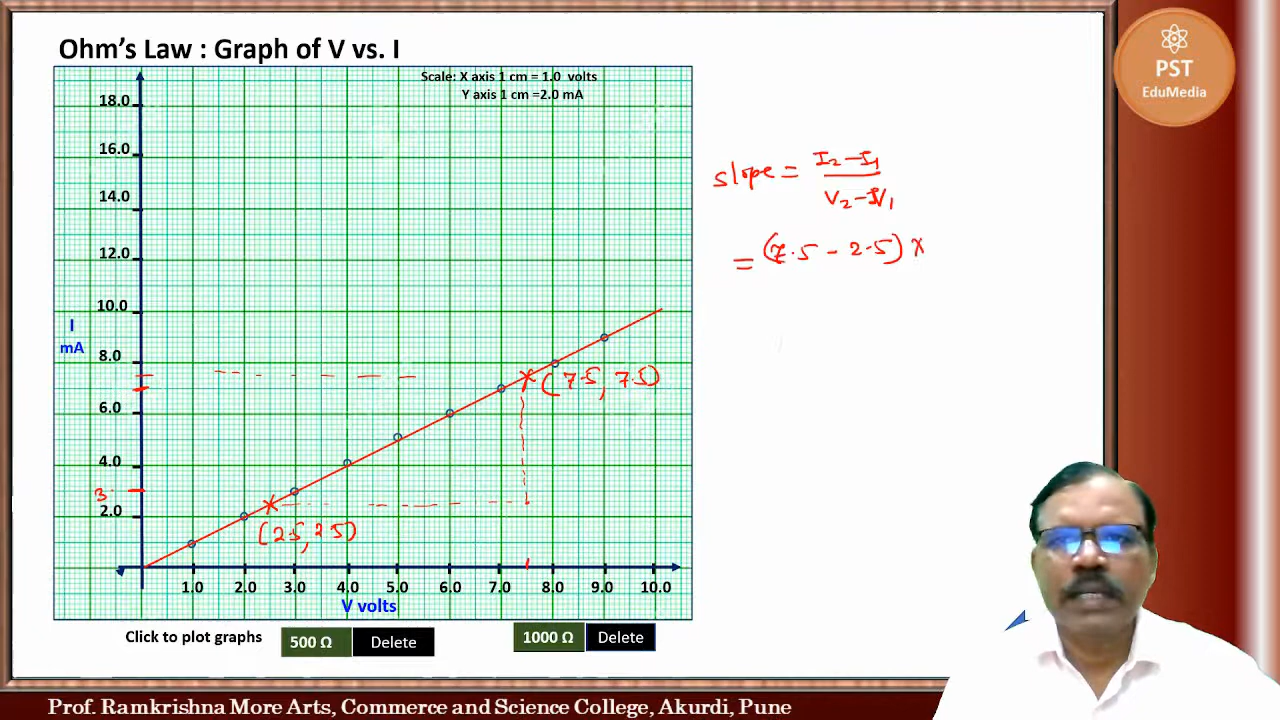 Ohm's Law : Graph of V vs. I
Scale: X axis 1 cm = 1.0 volts
Y axis 1 cm =2.0 mA
18.0
16.0
14.0
12.0
10.0
I
mA
8.0
6.0
4.0
3
2.0
(7.5, 7.5)
(2.5, 2.5)
1.0 2.0 3.0 4.0 5.0 6.0 7.0 8.0 9.0 10.0
V volts
Click to plot graphs 500 Ω Delete 1000 Ω Delete
slope = I₂-I₁
V₂-V₁
= (7.5 - 2.5) ×
PST
EduMedia
Prof. Ramkrishna More Arts, Commerce and Science College, Akurdi, Pune